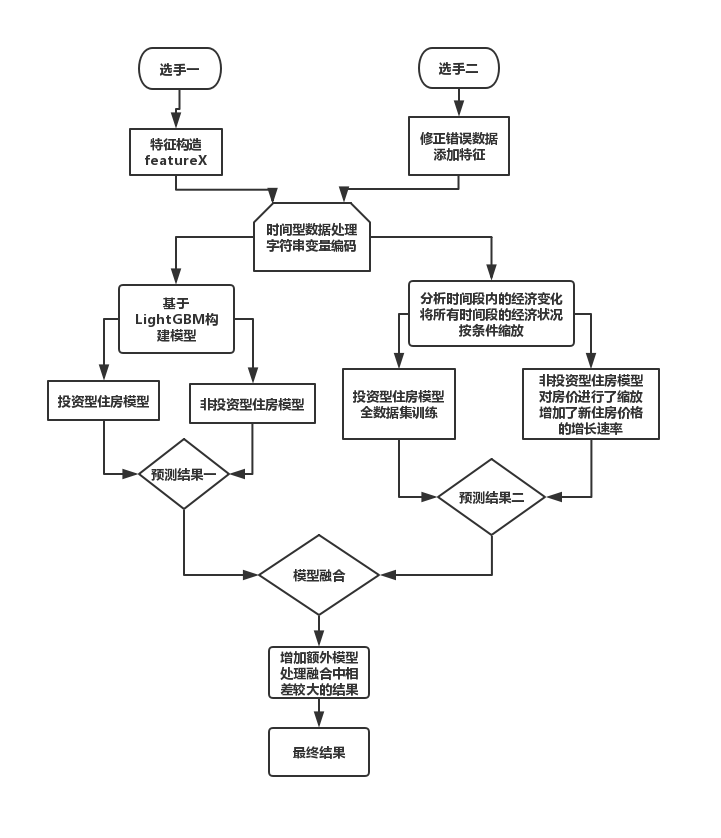 选手一
选手二
特征构造
featureX
修正错误数据
添加特征
时间型数据处理
字符串变量编码
基于
LightGBM构
建模型
分析时间段内的经济变化
将所有时间段的经济状况
按条件缩放
投资型住房模型
非投资型住房模型
投资型住房模型
全数据集训练
非投资型住房模型
对房价进行了缩放
增加了新住房价格
的增长速率
预测结果一
预测结果二
模型融合
增加额外模型
处理融合中相
差较大的结果
最终结果